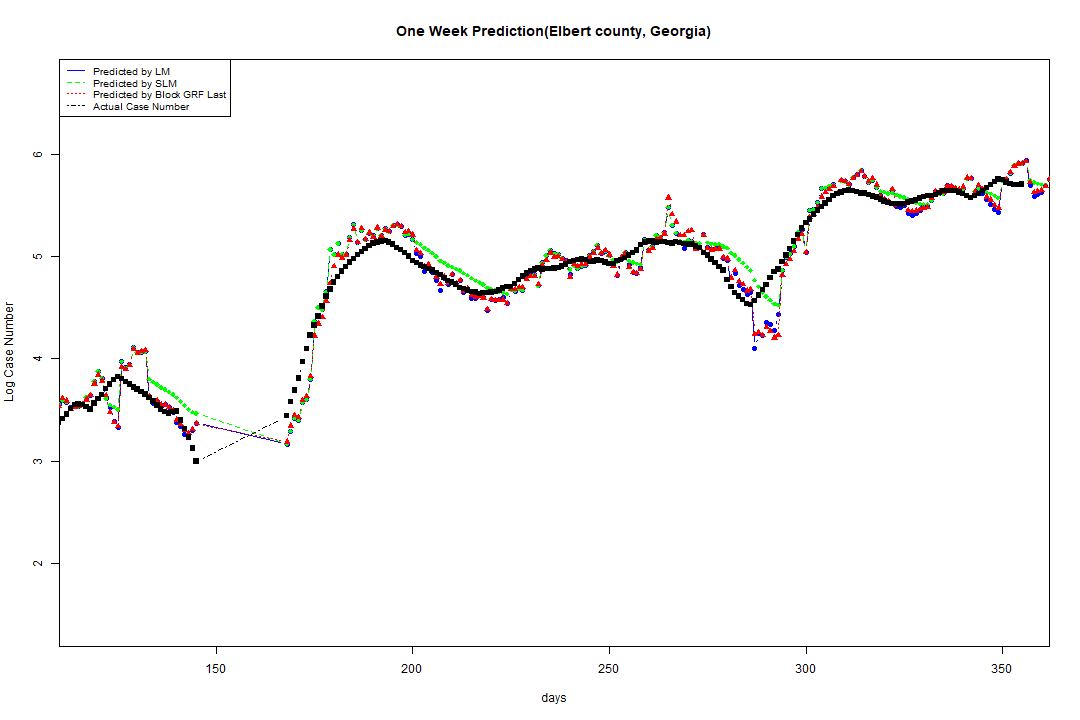 One Week Prediction(Elbert county, Georgia)
Predicted by LM
Predicted by SLM
Predicted by Block GRF Last
Actual Case Number
6
5
4
3
2
Log Case Number
150 200 250 300 350
days